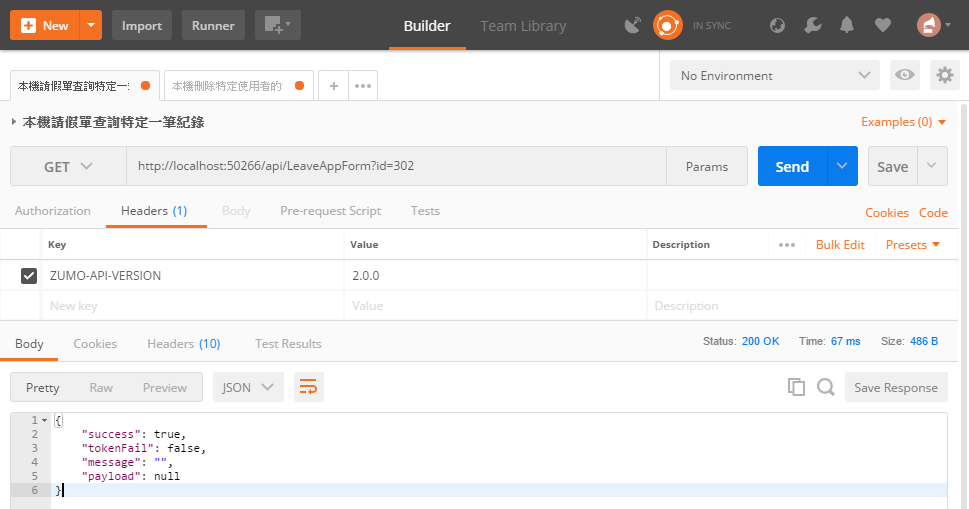 New Import Runner Builder Team Library IN SYNC
本機請假單查詢特定一筆 本機刪除特定使用者的 + ••• No Environment
本機請假單查詢特定一筆紀錄 Examples (0)
GET http://localhost:50266/api/LeaveAppForm?id=302 Params Send Save
Authorization Headers (1) Body Pre-request Script Tests Cookies Code
Key Value Description ••• Bulk Edit Presets
ZUMO-API-VERSION 2.0.0
New key Value Description
Body Cookies Headers (10) Test Results Status: 200 OK Time: 67 ms Size: 486 B
Pretty Raw Preview JSON Save Response
1 {
2 "success": true,
3 "tokenFail": false,
4 "message": "",
5 "payload": null
6 }